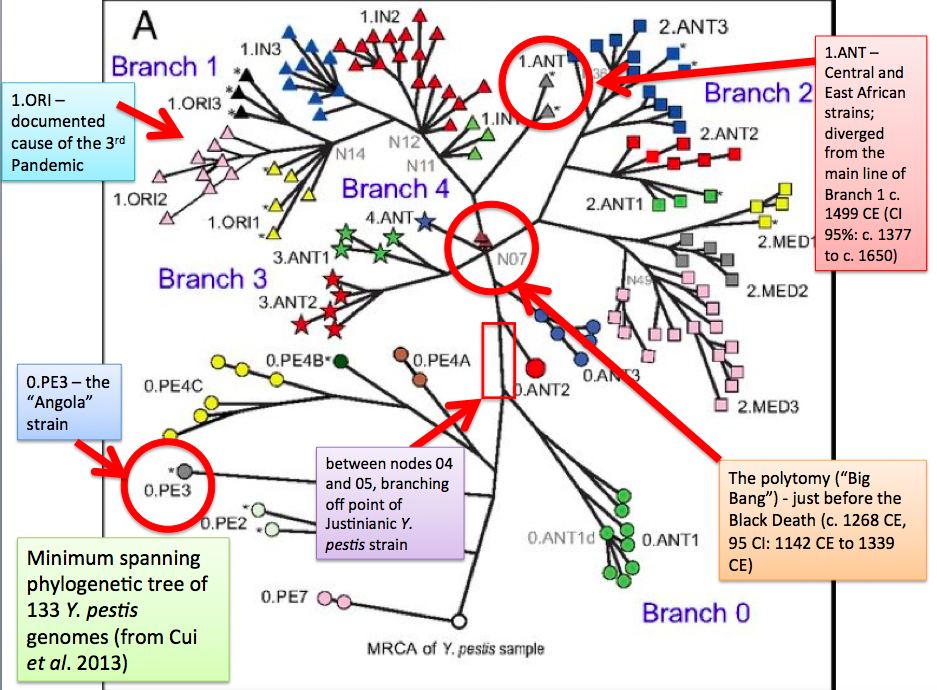 A
1.IN2
1.IN3
Branch 1
1.ORI3
1.ORI2
1.ORI1
N14
N12
N11
1.IN1
1.ANT
2.ANT3
Branch 2
2.ANT2
2.ANT1
2.MED1
2.MED2
2.MED3
Branch 4
4.ANT
N07
3.ANT1
Branch 3
3.ANT2
0.PE4B*
0.PE4A
0.PE4C
0.ANT2
0.ANT3
0.PE3
0.PE2
0.ANT1d
0.ANT1
0.PE7
Branch 0
MRCA of Y. pestis sample
1.ORI –
documented
cause of the 3rd
Pandemic
1.ANT –
Central and
East African
strains;
diverged
from the
main line of
Branch 1 c.
1499 CE (CI
95%: c. 1377
to c. 1650)
0.PE3 – the
“Angola”
strain
between nodes 04
and 05, branching
off point of
Justinianic Y.
pestis strain
The polytomy (“Big
Bang”) - just before the
Black Death (c. 1268 CE,
95 CI: 1142 CE to 1339
CE)
Minimum spanning
phylogenetic tree of
133 Y. pestis
genomes (from Cui
et al. 2013)